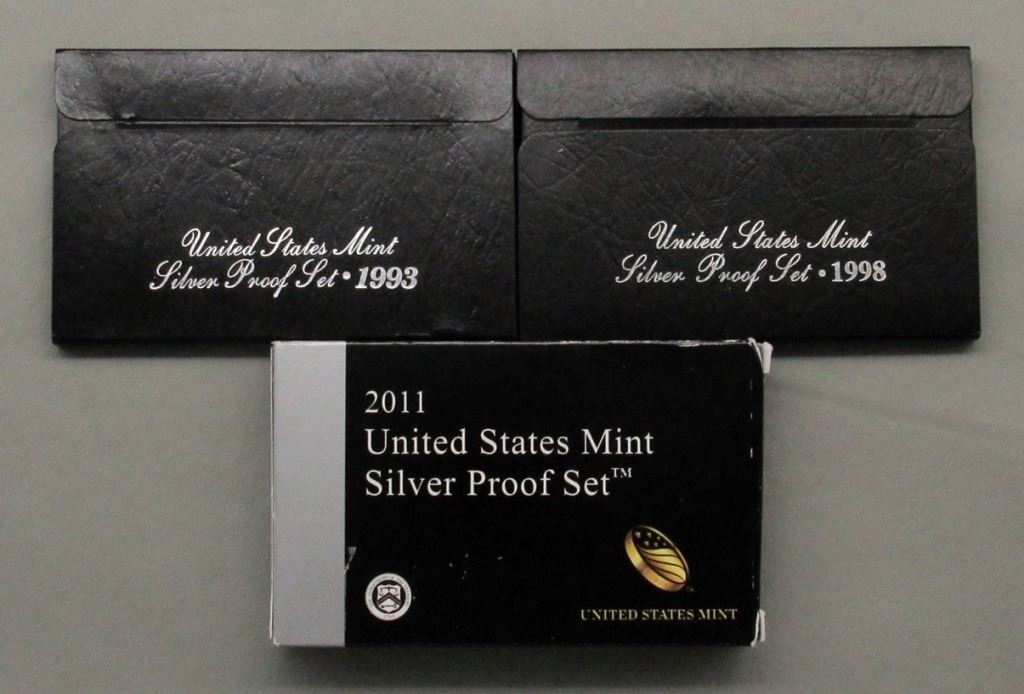 United States Mint
Silver Proof Set • 1993
United States Mint
Silver Proof Set • 1998
2011
United States Mint
Silver Proof Set™
UNITED STATES MINT